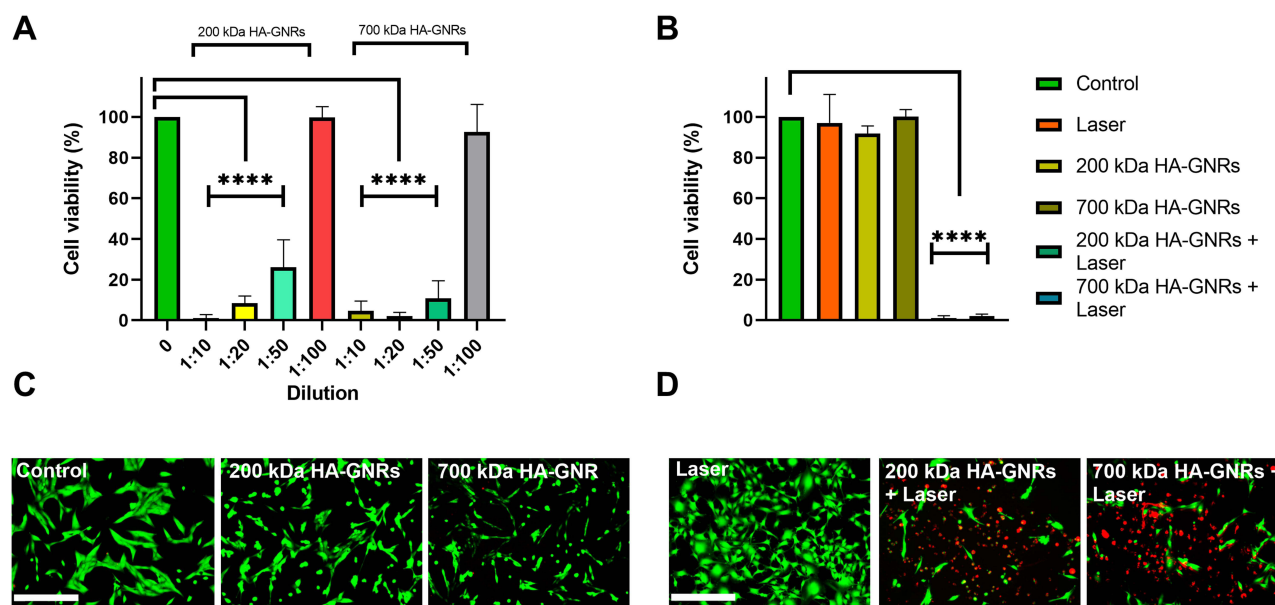 A
200 kDa HA-GNRs
700 kDa HA-GNRs
Cell viability (%)
100
80
60
40
20
0
****
****
0
1:10
1:20
1:50
1:100
1:10
1:20
1:50
1:100
Dilution
B
Cell viability (%)
100
80
60
40
20
0
****
Control
Laser
200 kDa HA-GNRs
700 kDa HA-GNRs
200 kDa HA-GNRs +
Laser
700 kDa HA-GNRs +
Laser
C
Control
200 kDa HA-GNRs
700 kDa HA-GNR
D
Laser
200 kDa HA-GNRs
+ Laser
700 kDa HA-GNRs +
Laser